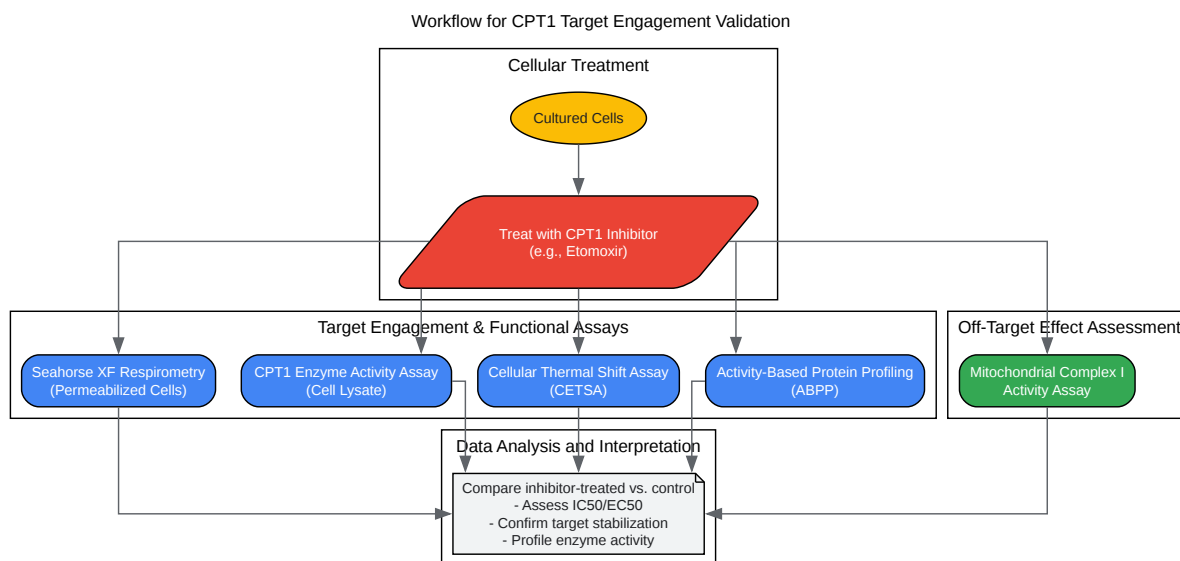 Workflow for CPT1 Target Engagement Validation
Cellular Treatment
Cultured Cells
Treat with CPT1 Inhibitor
(e.g., Etomoxir)
Target Engagement & Functional Assays
Off-Target Effect Assessment
Seahorse XF Respirometry
(Permeabilized Cells)
CPT1 Enzyme Activity Assay
(Cell Lysate)
Cellular Thermal Shift Assay
(CETSA)
Activity-Based Protein Profiling
(ABPP)
Mitochondrial Complex I
Activity Assay
Data Analysis and Interpretation
Compare inhibitor-treated vs. control
- Assess IC50/EC50
- Confirm target stabilization
- Profile enzyme activity